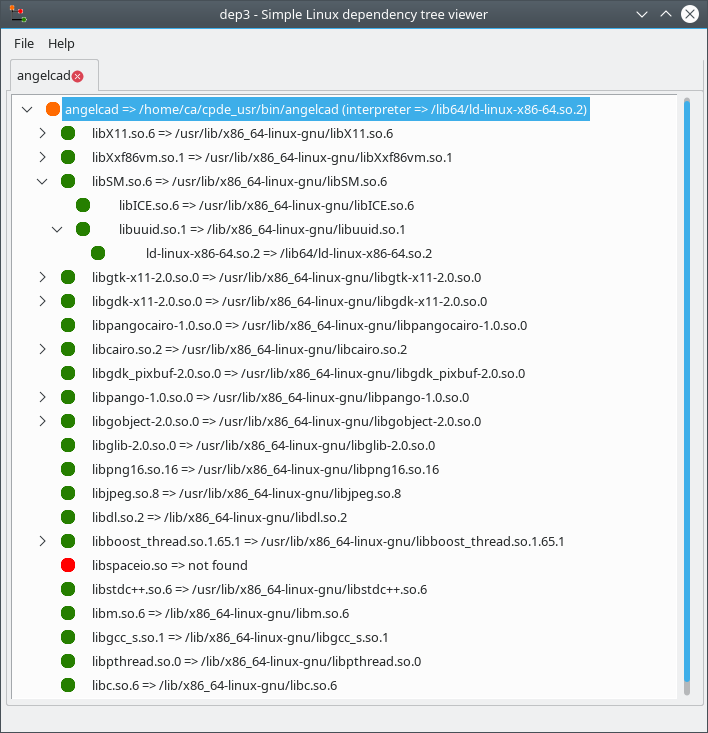 dep3 - Simple Linux dependency tree viewer
File Help
angelcad
angelcad => /home/ca/cpde_usr/bin/angelcad (interpreter => /lib64/ld-linux-x86-64.so.2)
libX11.so.6 => /usr/lib/x86_64-linux-gnu/libX11.so.6
libXxf86vm.so.1 => /usr/lib/x86_64-linux-gnu/libXxf86vm.so.1
libSM.so.6 => /usr/lib/x86_64-linux-gnu/libSM.so.6
libICE.so.6 => /usr/lib/x86_64-linux-gnu/libICE.so.6
libuuid.so.1 => /usr/lib/x86_64-linux-gnu/libuuid.so.1
ld-linux-x86-64.so.2 => /lib64/ld-linux-x86-64.so.2
libgtk-x11-2.0.so.0 => /usr/lib/x86_64-linux-gnu/libgtk-x11-2.0.so.0
libgdk-x11-2.0.so.0 => /usr/lib/x86_64-linux-gnu/libgdk-x11-2.0.so.0
libpangocairo-1.0.so.0 => /usr/lib/x86_64-linux-gnu/libpangocairo-1.0.so.0
libcairo.so.2 => /usr/lib/x86_64-linux-gnu/libcairo.so.2
libgdk_pixbuf-2.0.so.0 => /usr/lib/x86_64-linux-gnu/libgdk_pixbuf-2.0.so.0
libpango-1.0.so.0 => /usr/lib/x86_64-linux-gnu/libpango-1.0.so.0
libgobject-2.0.so.0 => /usr/lib/x86_64-linux-gnu/libgobject-2.0.so.0
libglib-2.0.so.0 => /usr/lib/x86_64-linux-gnu/libglib-2.0.so.0
libpng16.so.16 => /usr/lib/x86_64-linux-gnu/libpng16.so.16
libjpeg.so.8 => /usr/lib/x86_64-linux-gnu/libjpeg.so.8
libdl.so.2 => /lib/x86_64-linux-gnu/libdl.so.2
libboost_thread.so.1.65.1 => /usr/lib/x86_64-linux-gnu/libboost_thread.so.1.65.1
libspaceio.so => not found
libstdc++.so.6 => /usr/lib/x86_64-linux-gnu/libstdc++.so.6
libm.so.6 => /lib/x86_64-linux-gnu/libm.so.6
libgcc_s.so.1 => /lib/x86_64-linux-gnu/libgcc_s.so.1
libpthread.so.0 => /lib/x86_64-linux-gnu/libpthread.so.0
libc.so.6 => /lib/x86_64-linux-gnu/libc.so.6